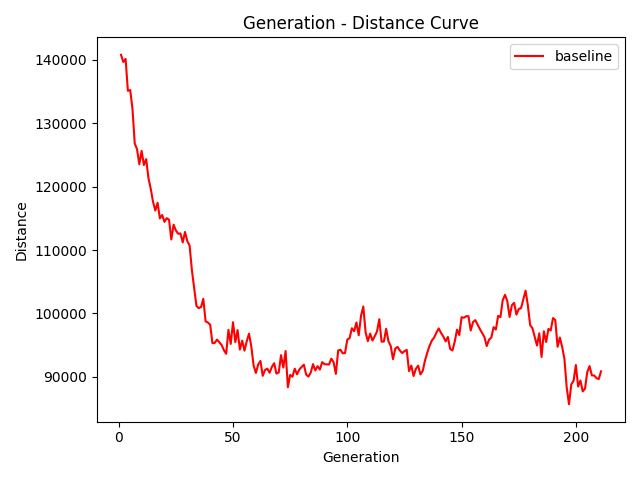 Generation - Distance Curve
baseline
Distance
140000
130000
120000
110000
100000
90000
0 50 100 150 200
Generation